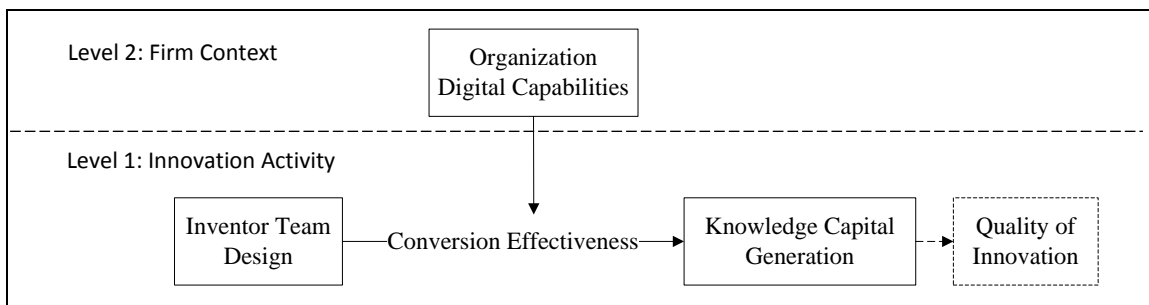 Level 2: Firm Context
Organization
Digital Capabilities
Level 1: Innovation Activity
Inventor Team
Design
Conversion Effectiveness
Knowledge Capital
Generation
Quality of
Innovation